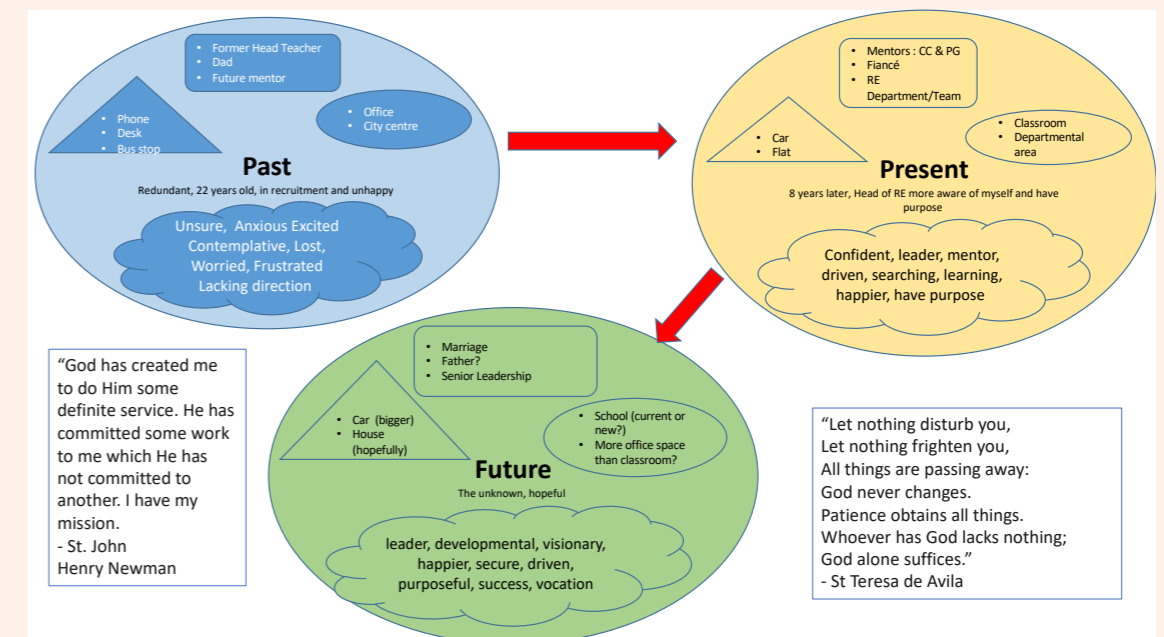 • Former Head Teacher
• Dad
• Future mentor
• Phone
• Desk
• Bus stop
• Office
• City centre
Past
Redundant, 22 years old, in recruitment and unhappy
Unsure, Anxious Excited
Contemplative, Lost,
Worried, Frustrated
Lacking direction
• Mentors : CC & PG
• Fiancé
• RE
Department/Team
• Car
• Flat
• Classroom
• Departmental
area
Present
8 years later, Head of RE more aware of myself and have
purpose
Confident, leader, mentor,
driven, searching, learning,
happier, have purpose
• Marriage
• Father?
• Senior Leadership
• Car (bigger)
• House
(hopefully)
• School (current or
new?)
• More office space
than classroom?
Future
The unknown, hopeful
leader, developmental, visionary,
happier, secure, driven,
purposeful, success, vocation
“God has created me
to do Him some
definite service. He has
committed some work
to me which He has
not committed to
another. I have my
mission.
- St. John
Henry Newman
“Let nothing disturb you,
Let nothing frighten you,
All things are passing away:
God never changes.
Patience obtains all things.
Whoever has God lacks nothing;
God alone suffices.”
- St Teresa de Avila